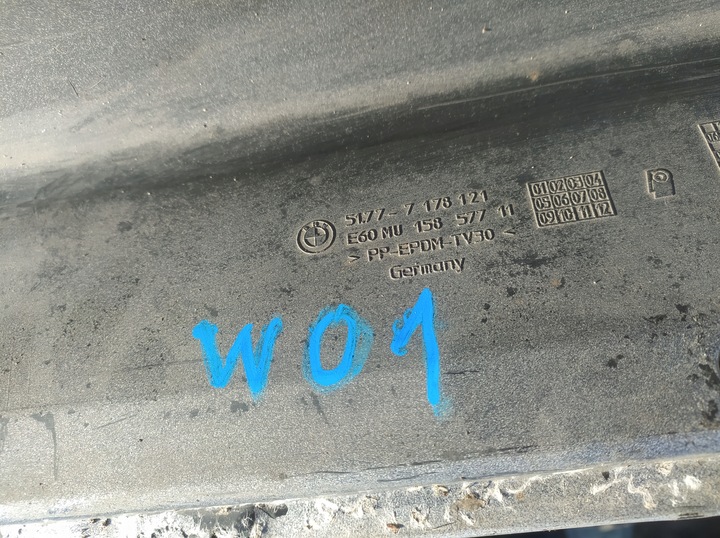 51.77- 7 178 121
E60 MU 158 577 11
> PP-EPDM-TV30 <
Germany
01 02 03 04
05 06 07 08
09 10 11 12
W01